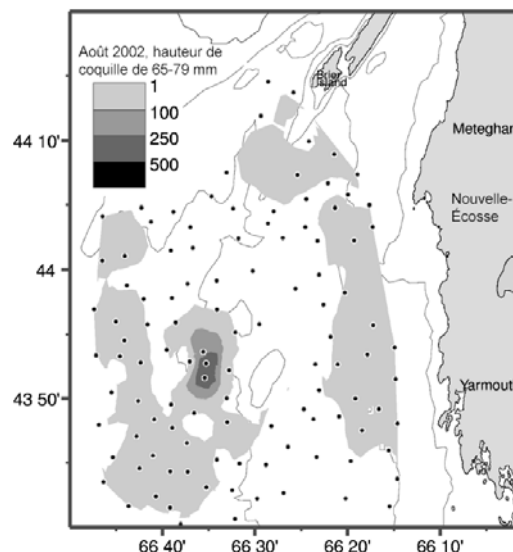 Août 2002, hauteur de
coquille de 65-79 mm
1
100
250
500
Brier
Island
Meteghan
Nouvelle-
Écosse
Yarmout
44 10'
44
43 50'
66 40'
66 30'
66 20'
66 10'